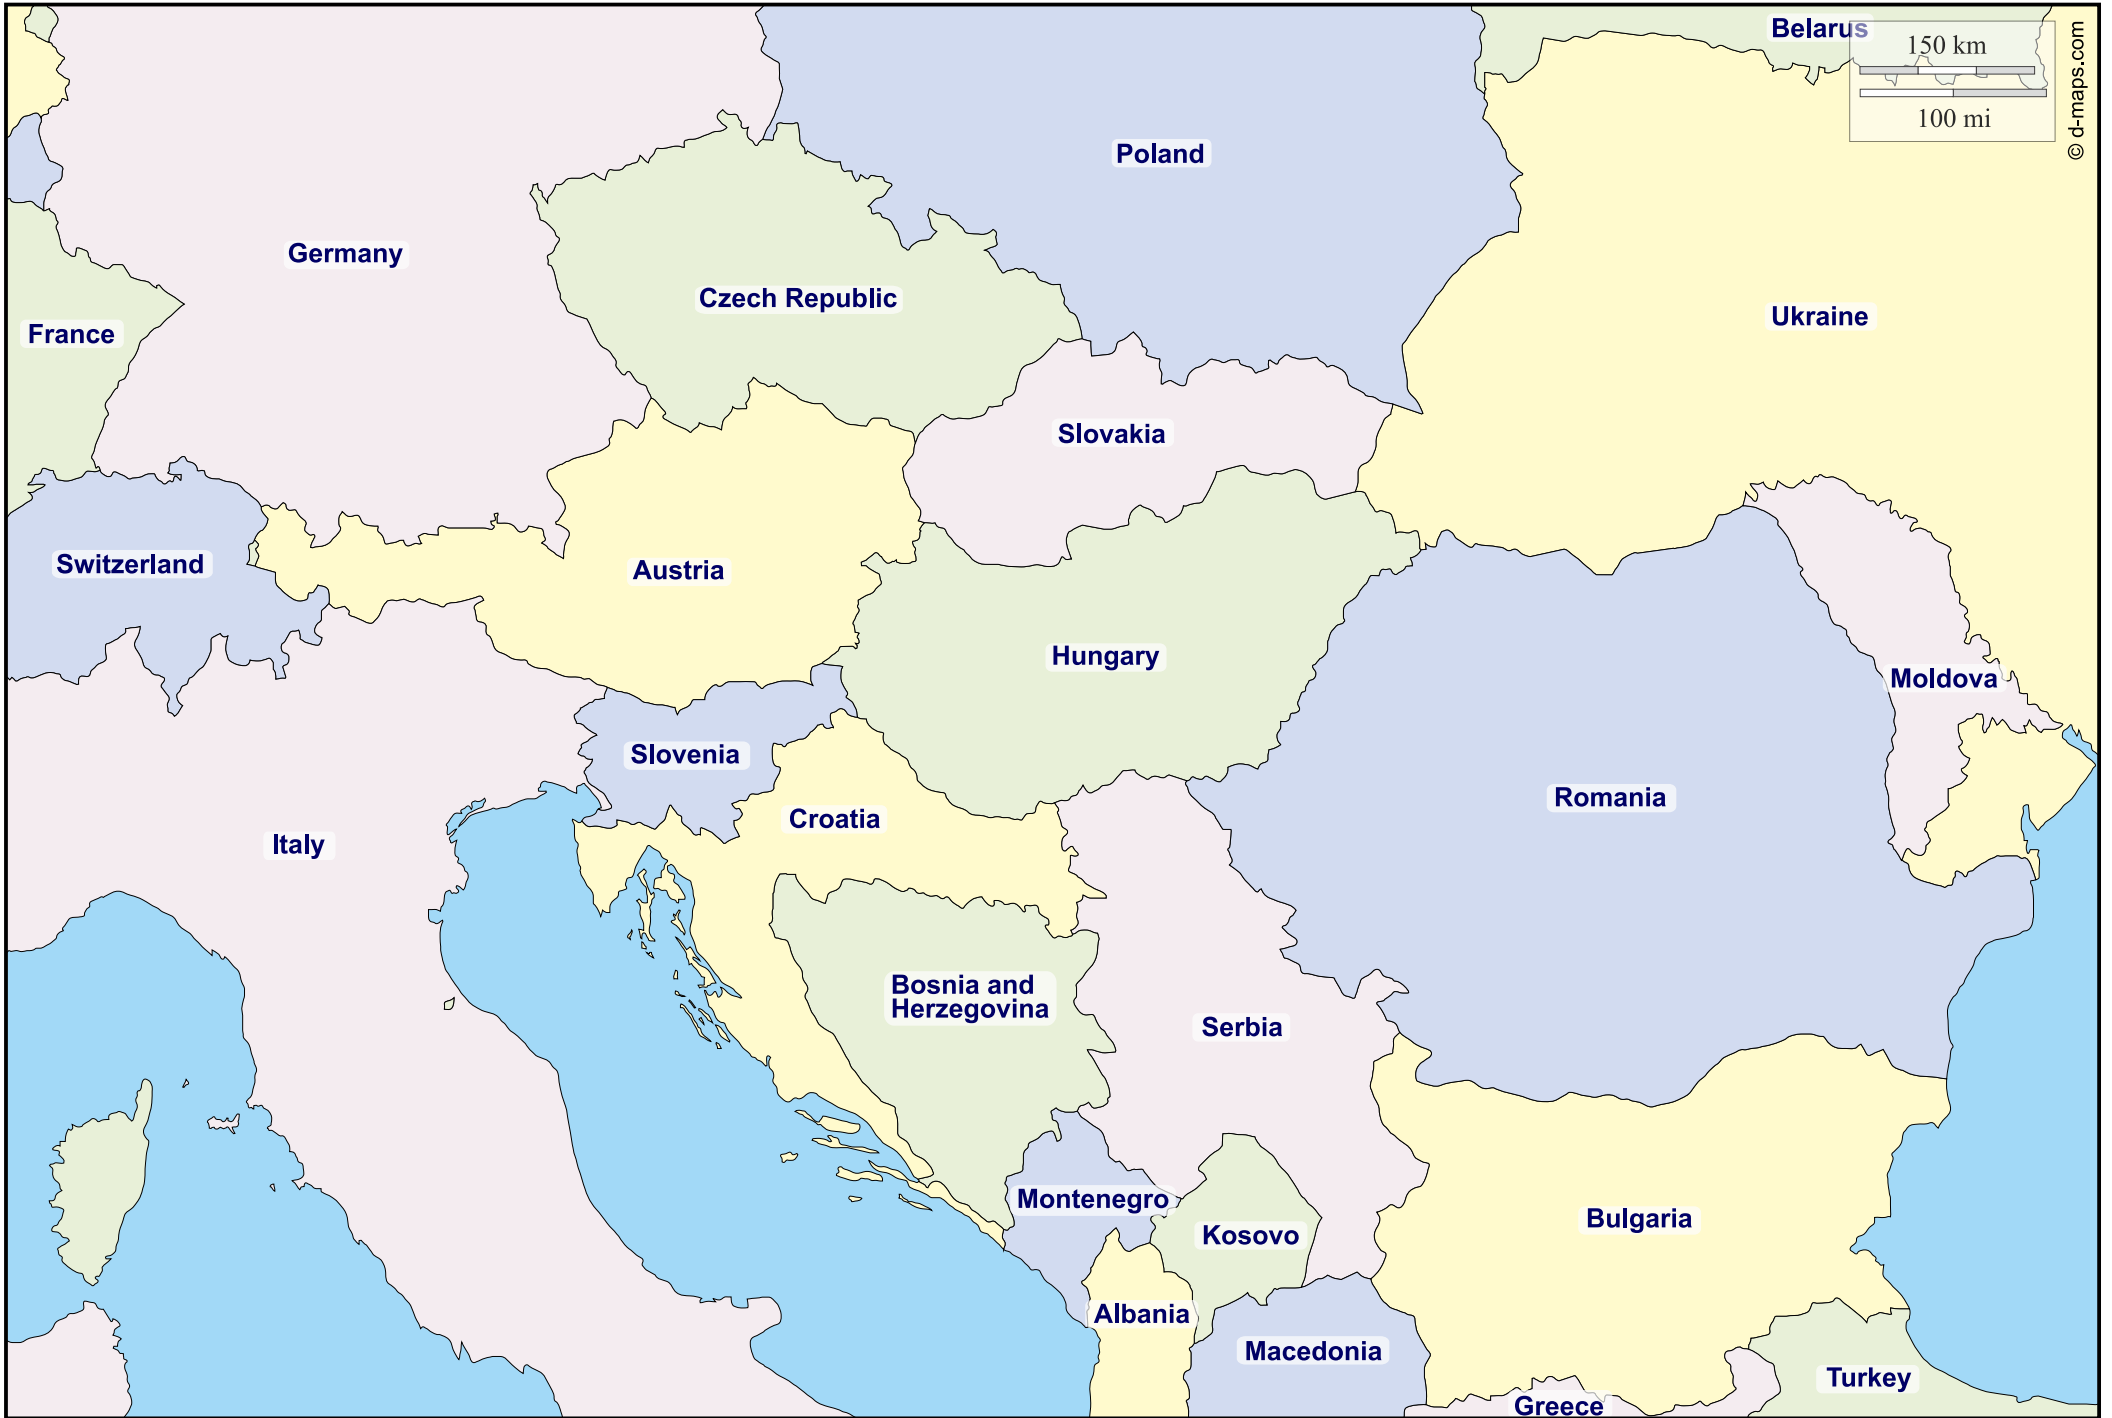 Belarus
150 km
100 mi
© d-maps.com
Poland
Germany
Czech Republic
Ukraine
France
Slovakia
Switzerland
Austria
Hungary
Moldova
Slovenia
Romania
Croatia
Italy
Bosnia and
Herzegovina
Serbia
Montenegro
Kosovo
Bulgaria
Albania
Macedonia
Turkey
Greece